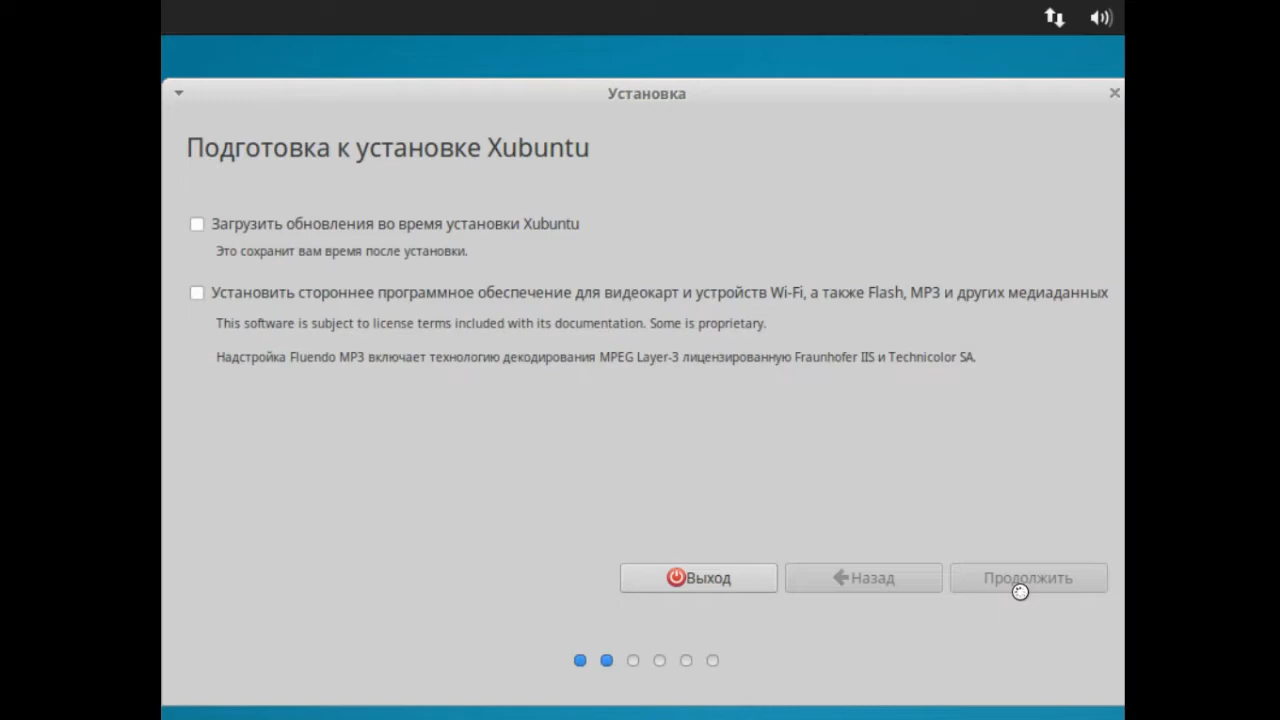 Установка
Подготовка к установке Xubuntu
Загрузить обновления во время установки Xubuntu
Это сохранит вам время после установки.
Установить стороннее программное обеспечение для видеокарт и устройств Wi-Fi, а также Flash, MP3 и других медиаданных
This software is subject to license terms included with its documentation. Some is proprietary.
Надстройка Fluendo MP3 включает технологию декодирования MPEG Layer-3 лицензированную Fraunhofer IIS и Technicolor SA.
Выход Назад Продолжить